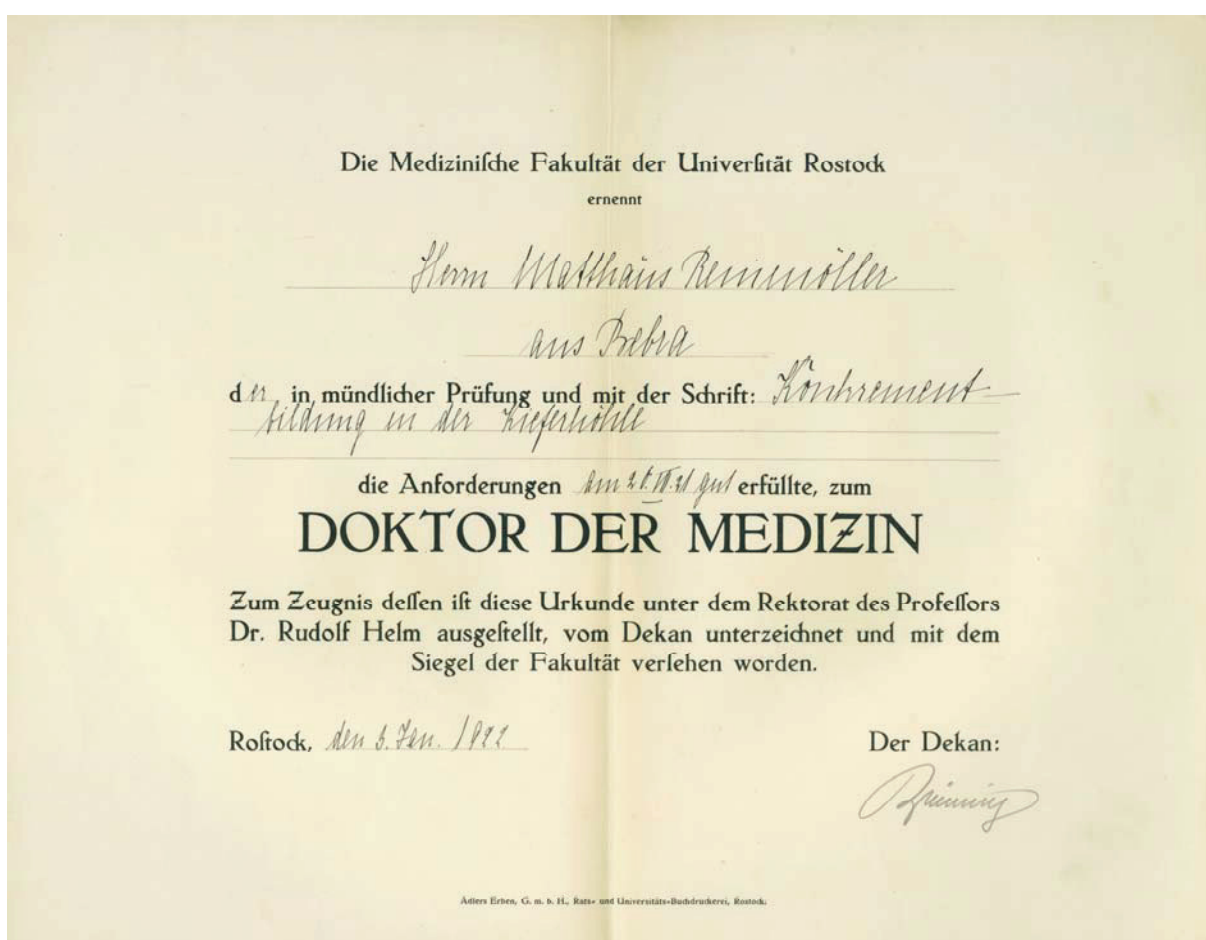 Die Mediziniſche Fakultät der Univerſität Rostock
ernennt
Herrn Matthäus Remmöller
aus Bebra
der in mündlicher Prüfung und mit der Schrift: Konkrement-
bildung in der Kieferhöhle
die Anforderungen am gut erfüllte, zum
DOKTOR DER MEDIZIN
Zum Zeugnis deſſen iſt dieſe Urkunde unter dem Rektorat des Profeſſors
Dr. Rudolf Helm ausgeſtellt, vom Dekan unterzeichnet und mit dem
Siegel der Fakultät verſehen worden.
Roſtock, den Jan. 1922
Der Dekan:
Brüning
Adlers Erben, G. m. b. H., Rats- und Universitäts-Buchdruckerei, Rostock.